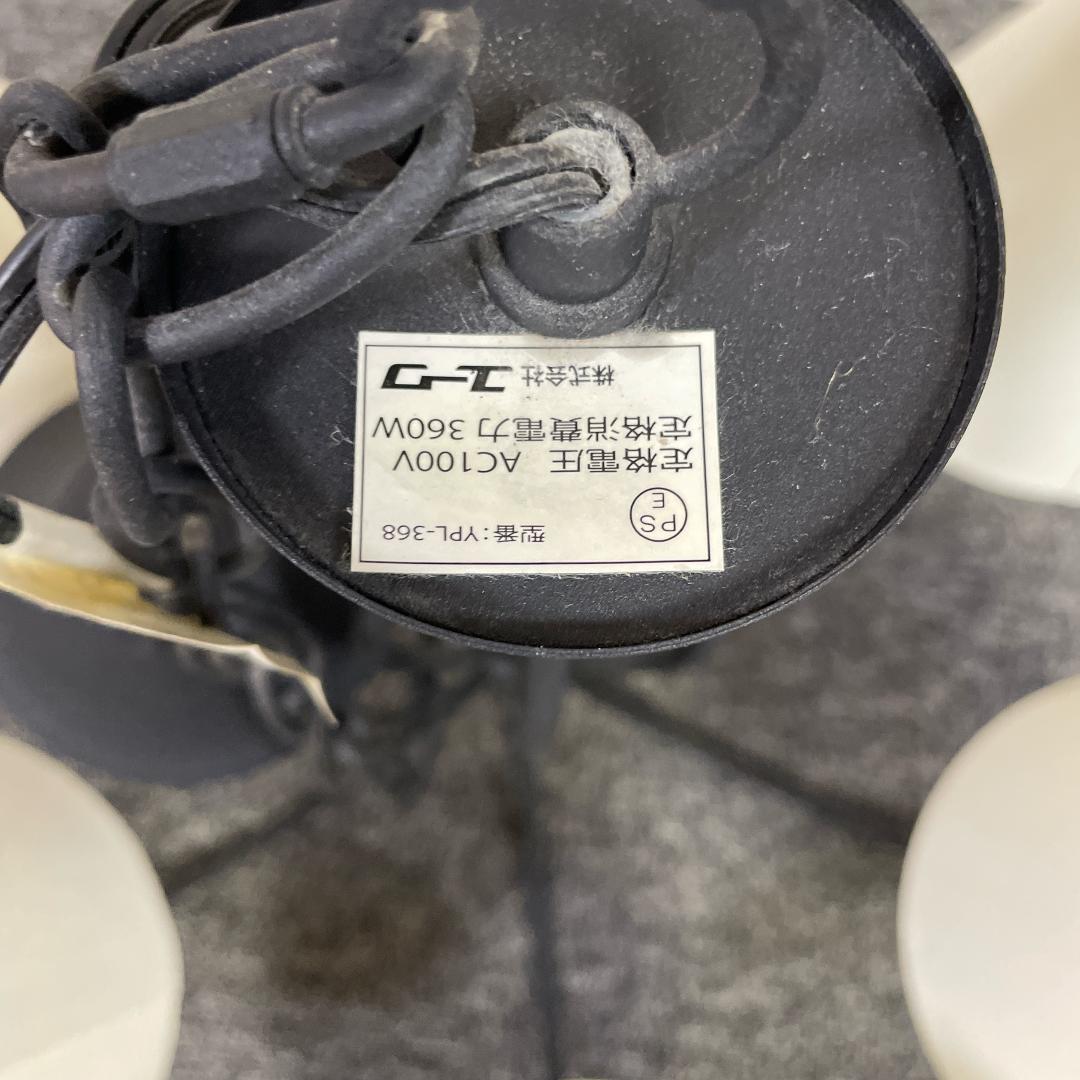 PS
E
型番：YPL-368
定格電圧 AC100V
定格消費電力 360W
株式会社 ユーワ